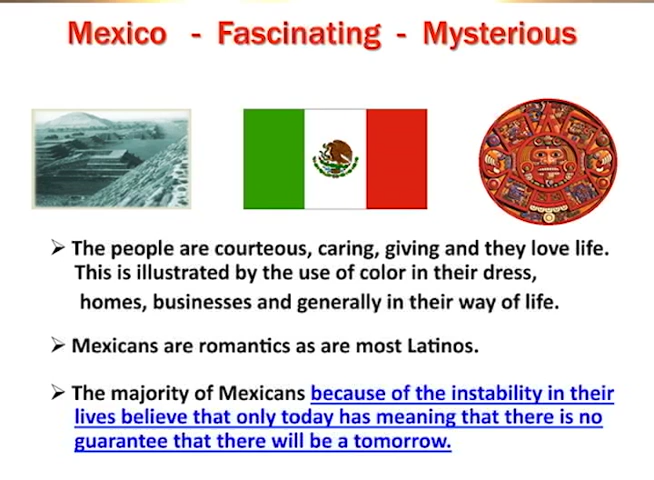 Mexico - Fascinating - Mysterious
➢ The people are courteous, caring, giving and they love life.
This is illustrated by the use of color in their dress,
homes, businesses and generally in their way of life.
➢ Mexicans are romantics as are most Latinos.
➢ The majority of Mexicans because of the instability in their
lives believe that only today has meaning that there is no
guarantee that there will be a tomorrow.